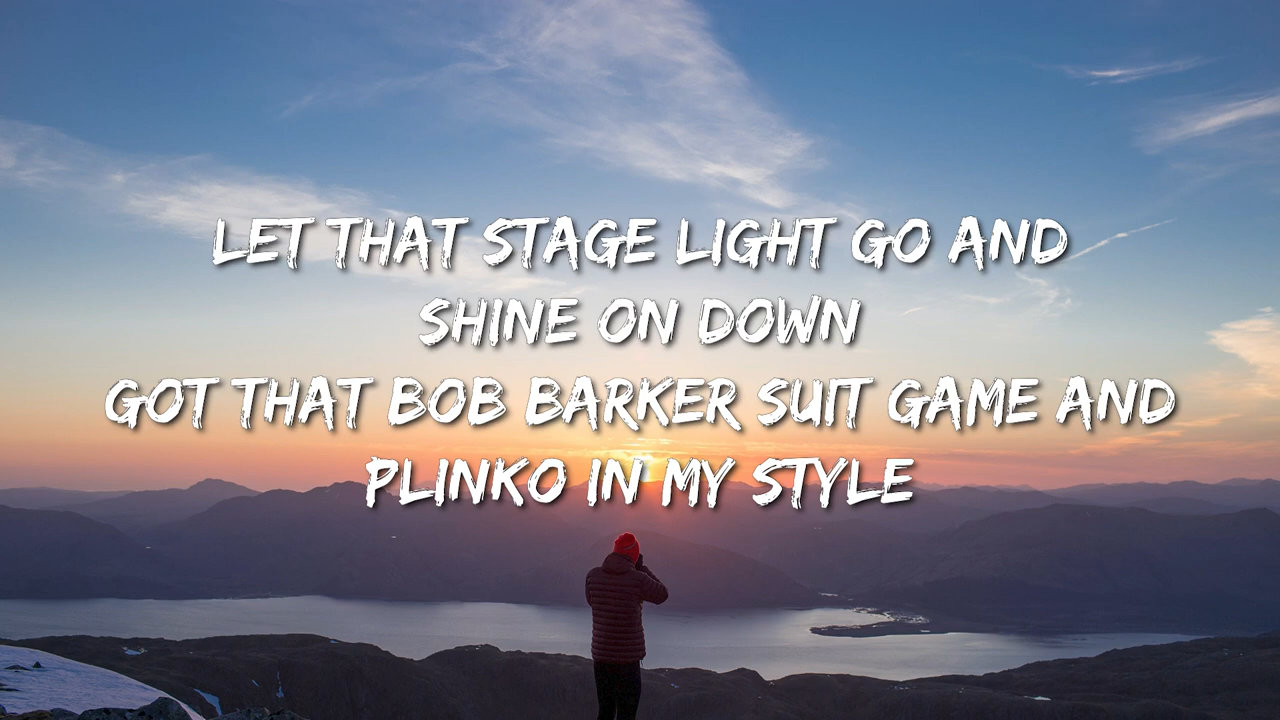 LET THAT STAGE LIGHT GO AND
SHINE ON DOWN
GOT THAT BOB BARKER SUIT GAME AND
PLINKO IN MY STYLE